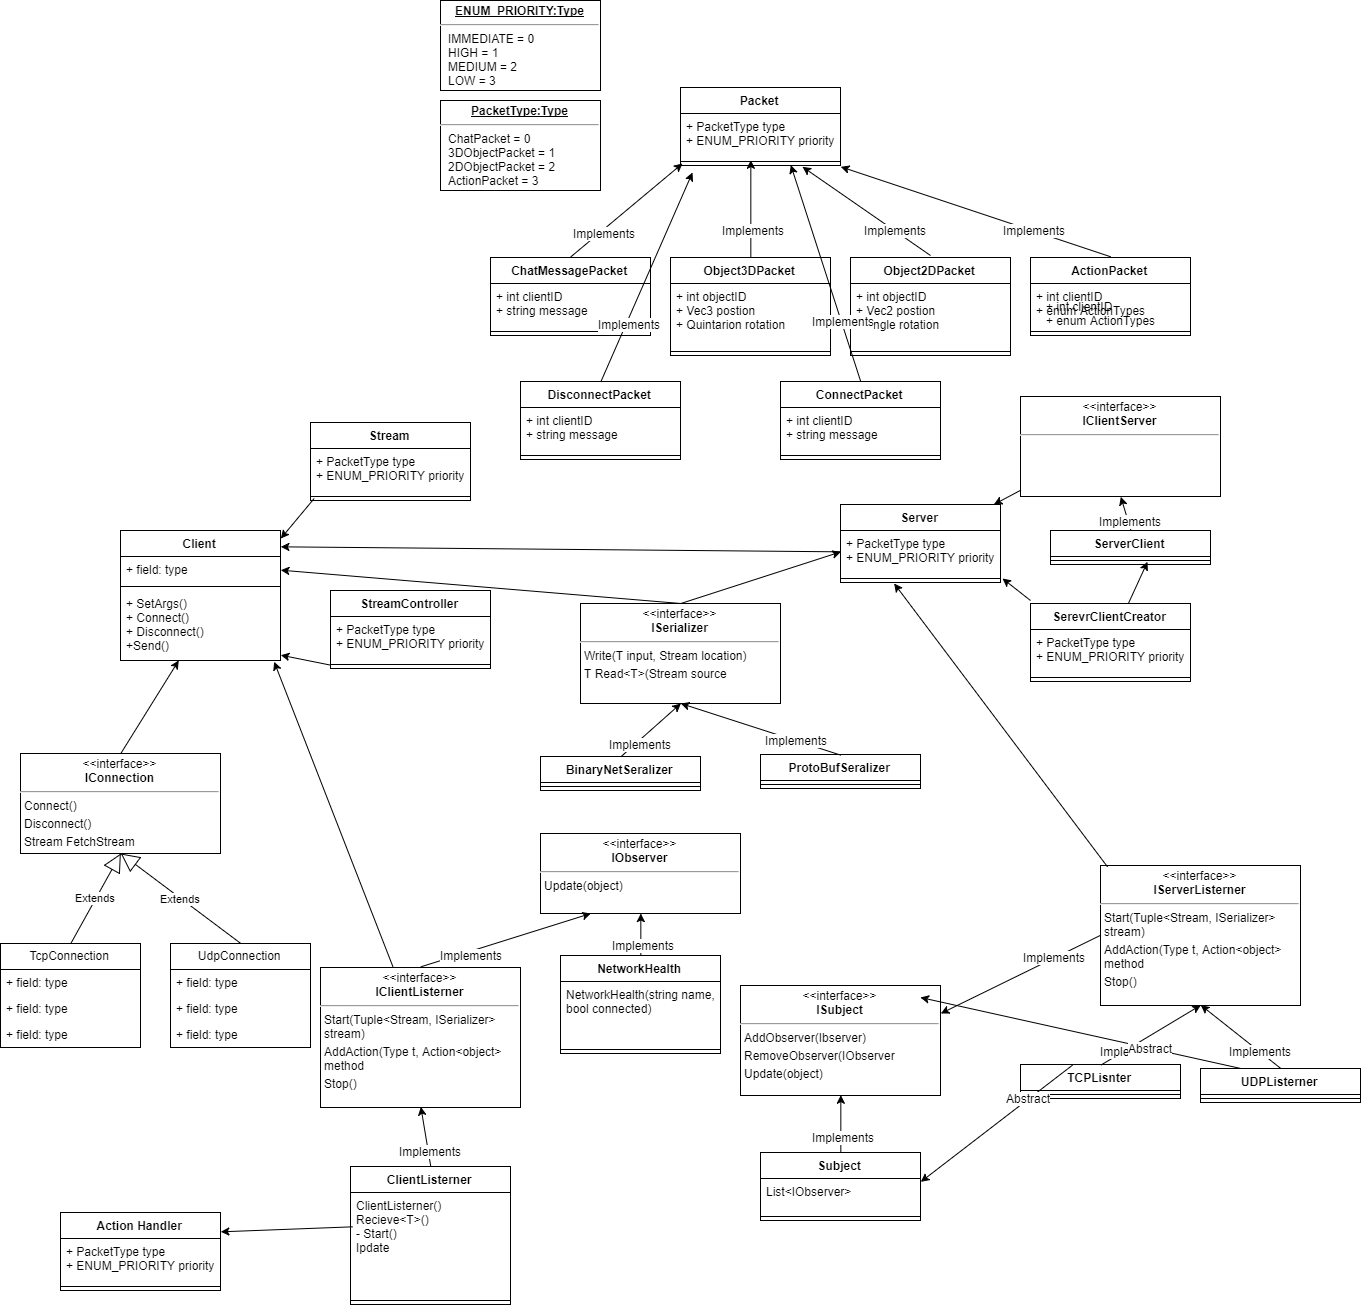 ENUM_PRIORITY:Type
IMMEDIATE = 0
HIGH = 1
MEDIUM = 2
LOW = 3
PacketType:Type
ChatPacket = 0
3DObjectPacket = 1
2DObjectPacket = 2
ActionPacket = 3
Packet
+ PacketType type
+ ENUM_PRIORITY priority
Implements
Implements
Implements
Implements
ChatMessagePacket
+ int clientID
+ string message
Object3DPacket
+ int objectID
+ Vec3 postion
+ Quintarion rotation
Object2DPacket
+ int objectID
+ Vec2 postion
ngle rotation
ActionPacket
+ int clientID
+ enum ActionTypes
+ int clientID
+ enum ActionTypes
Implements
Implements
DisconnectPacket
+ int clientID
+ string message
ConnectPacket
+ int clientID
+ string message
<<interface>>
IClientServer
Stream
+ PacketType type
+ ENUM_PRIORITY priority
Server
+ PacketType type
+ ENUM_PRIORITY priority
Implements
ServerClient
Client
+ field: type
+ SetArgs()
+ Connect()
+ Disconnect()
+Send()
StreamController
+ PacketType type
+ ENUM_PRIORITY priority
<<interface>>
ISerializer
Write(T input, Stream location)
T Read<T>(Stream source
SerevrClientCreator
+ PacketType type
+ ENUM_PRIORITY priority
Implements
Implements
BinaryNetSeralizer
ProtoBufSeralizer
<<interface>>
IConnection
Connect()
Disconnect()
Stream FetchStream
Extends
Extends
TcpConnection
+ field: type
+ field: type
+ field: type
UdpConnection
+ field: type
+ field: type
+ field: type
<<interface>>
IObserver
Update(object)
Implements
Implements
<<interface>>
IClientListerner
Start(Tuple<Stream, ISerializer>
stream)
AddAction(Type t, Action<object>
method
Stop()
NetworkHealth
NetworkHealth(string name,
bool connected)
<<interface>>
IServerListerner
Start(Tuple<Stream, ISerializer>
stream)
AddAction(Type t, Action<object>
method
Stop()
Implements
<<interface>>
ISubject
AddObserver(Ibserver)
RemoveObserver(IObserver
Update(object)
Abstract
Implements
TCPLisnter
UDPListerner
Abstract
Implements
Subject
List<IObserver>
Implements
ClientListerner
ClientListerner()
Recieve<T>()
- Start()
Action Handler
+ PacketType type
+ ENUM_PRIORITY priority